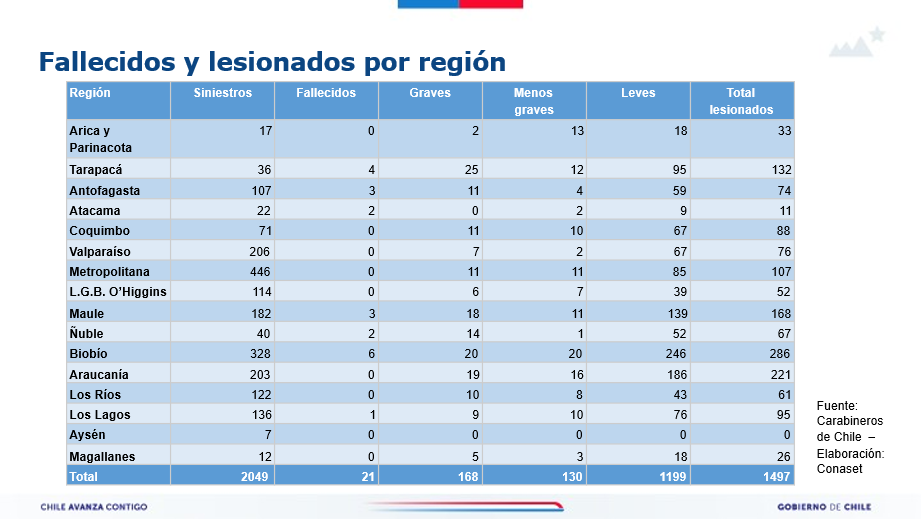 Fallecidos y lesionados por región
Región Siniestros Fallecidos Graves Menos graves Leves Total lesionados
Arica y Parinacota 17 0 2 13 18 33
Tarapacá 36 4 25 12 95 132
Antofagasta 107 3 11 4 59 74
Atacama 22 2 0 2 9 11
Coquimbo 71 0 11 10 67 88
Valparaíso 206 0 7 2 67 76
Metropolitana 446 0 11 11 85 107
L.G.B. O’Higgins 114 0 6 7 39 52
Maule 182 3 18 11 139 168
Ñuble 40 2 14 1 52 67
Biobío 328 6 20 20 246 286
Araucanía 203 0 19 16 186 221
Los Ríos 122 0 10 8 43 61
Los Lagos 136 1 9 10 76 95
Aysén 7 0 0 0 0 0
Magallanes 12 0 5 3 18 26
Total 2049 21 168 130 1199 1497
Fuente:
Carabineros
de Chile –
Elaboración:
Conaset
CHILE AVANZA CONTIGO
GOBIERNO DE CHILE